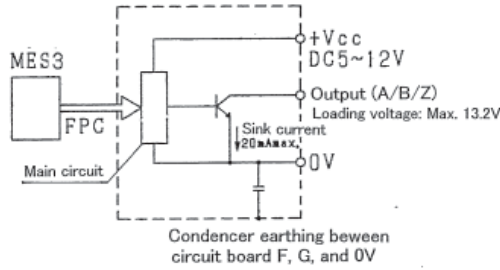 +Vcc
DC5~12V
MES3
Output (A/B/Z)
Loading voltage: Max. 13.2V
FPC
Sink current
20mAmax.
0V
Main circuit
Condencer earthing beween
circuit board F, G, and 0V